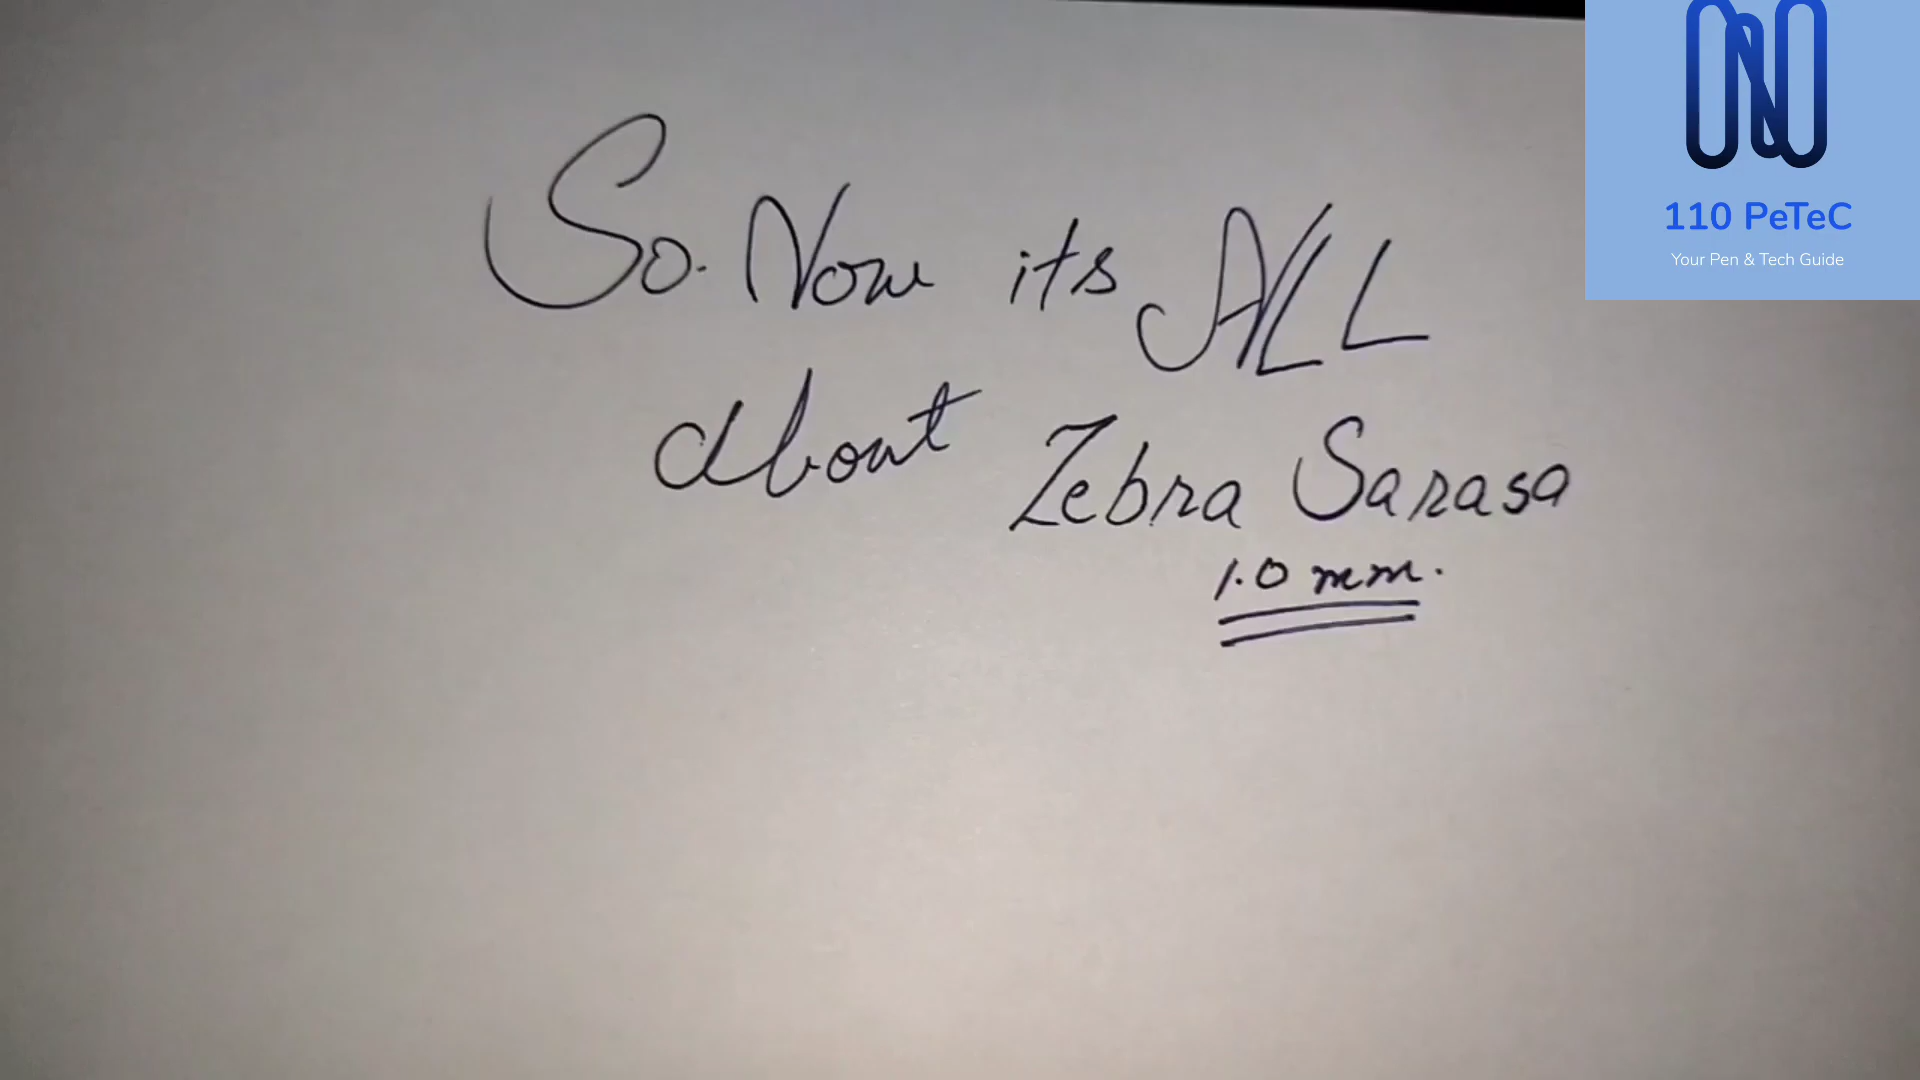 So. Now its ALL
about Zebra Sarasa
1.0 mm.
110 PeTeC
Your Pen & Tech Guide